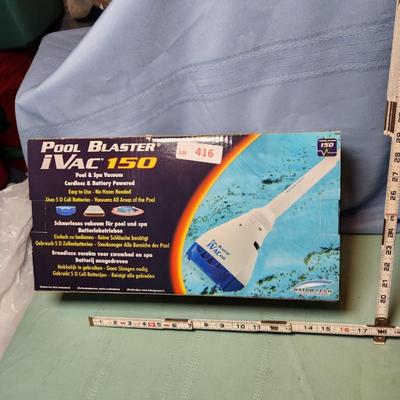 POOL BLASTER
iVAC 150
Lot 416
150
Pool & Spa Vacuum
Cordless & Battery Powered
Easy to Use - No Hoses Needed
Uses 5 D Cell Batteries - Vacuums All Areas of the Pool
Schnurloses vakuum für pool und spa
Batteriebetrieben
Einfach zu bedienen - Keine Schläuche benötigt
Gebrauch 5 D Zellenbatterien - Staubsauger Alle Bereiche des Pool
Draadloze vacuüm voor zwembad en spa
Batterij aangedreven
Makkelijk te gebruiken - Geen Slangen nodig
Gebruikt 5 D Cell Batterijen - Reinigt alle gebieden
iVAC
WATER TECH